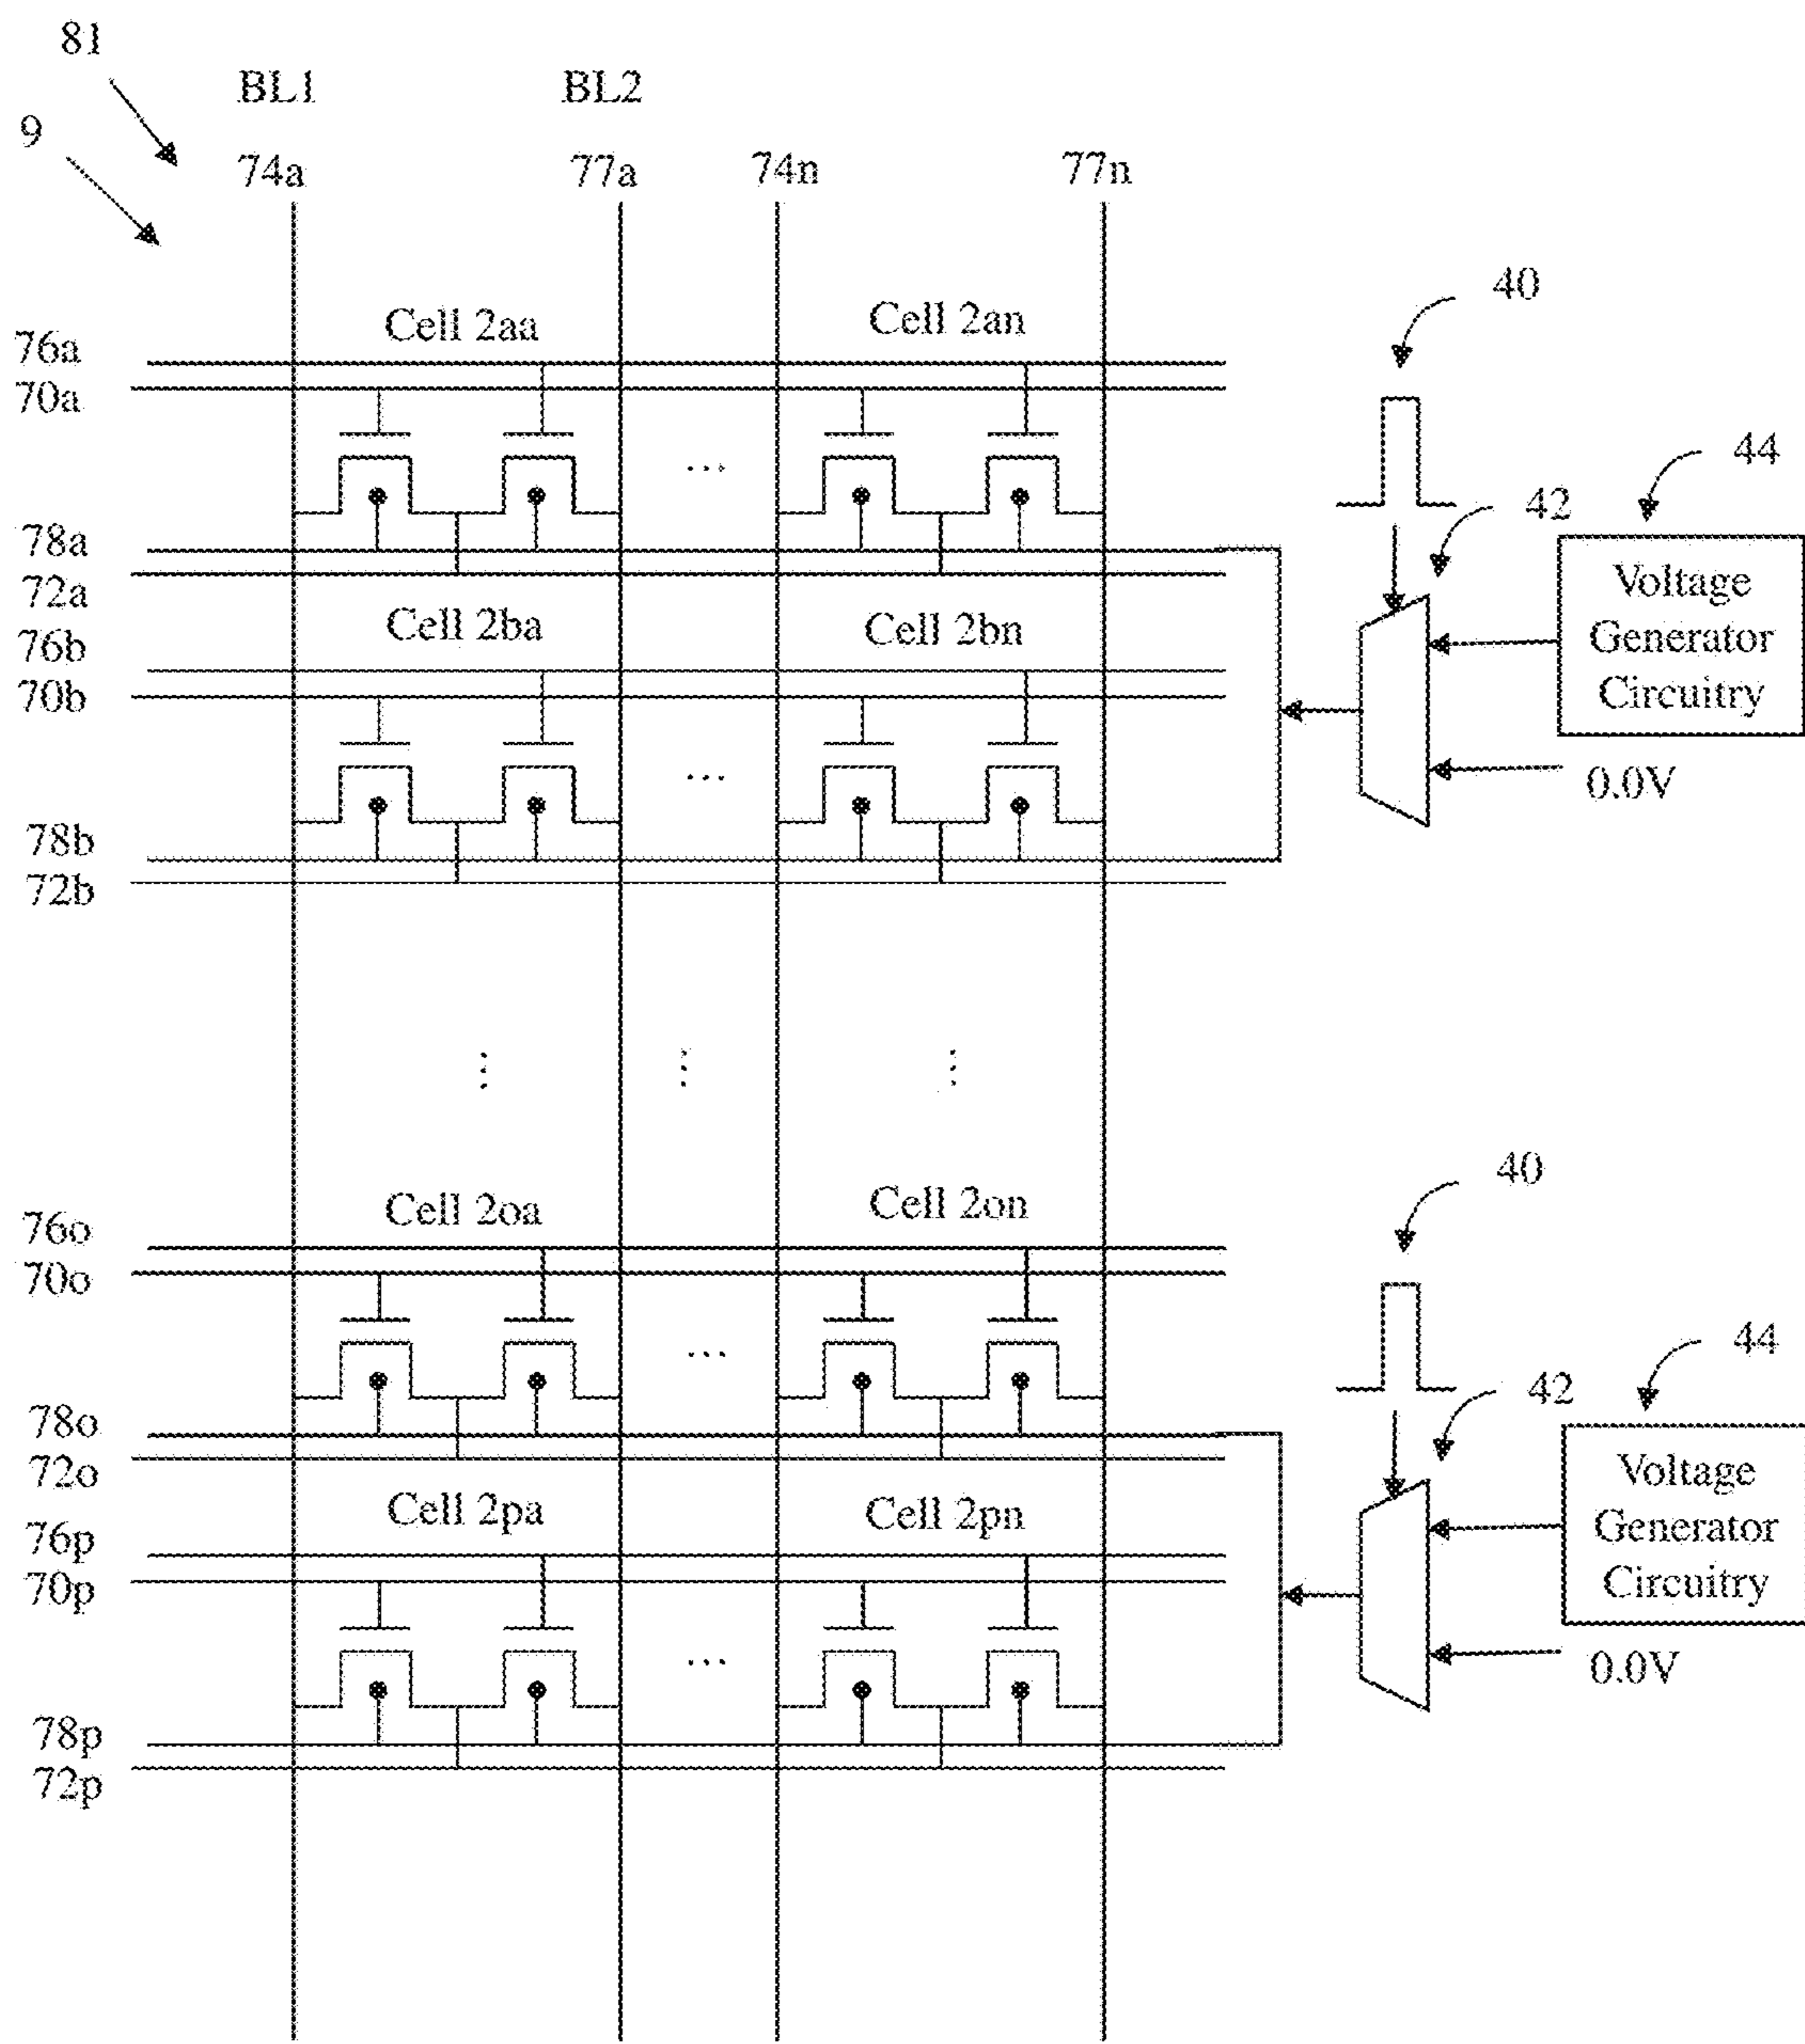 81
BL1 BL2
9
74a 77a 74n 77n
40
Cell 2aa Cell 2an
76a
70a
44
...
42
78a
72a
Voltage
Generator
Circuitry
Cell 2ba Cell 2bn
76b
70b
...
0.0V
78b
72b
40
Cell 2oa Cell 2on
76o
70o
44
...
42
78o
72o
Voltage
Generator
Circuitry
Cell 2pa Cell 2pn
76p
70p
...
0.0V
78p
72p